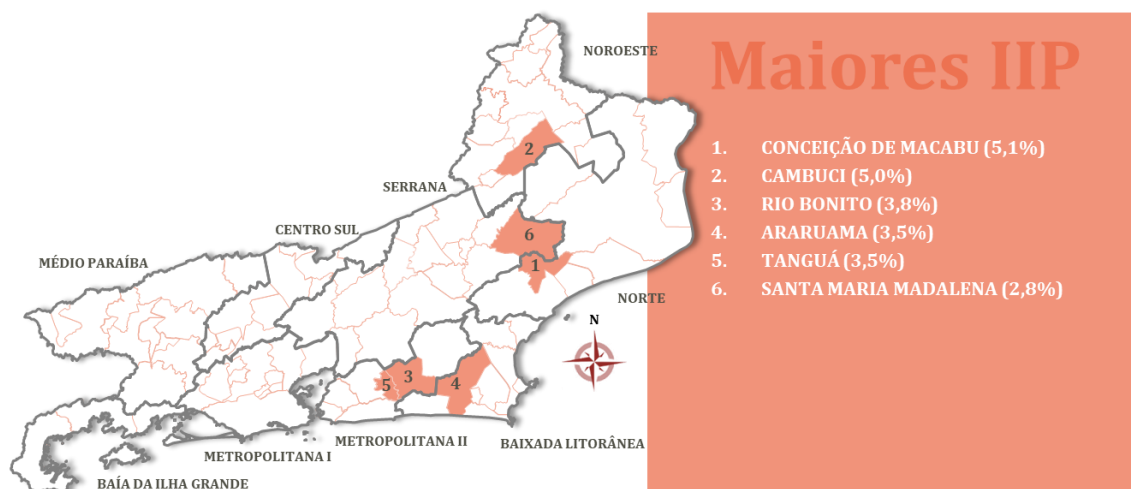 NOROESTE
SERRANA
CENTRO SUL
MÉDIO PARAÍBA
NORTE
N
METROPOLITANA II
BAIXADA LITORÂNEA
METROPOLITANA I
BAÍA DA ILHA GRANDE
2
6
1
5
3
4
Maiores IIP
1. CONCEIÇÃO DE MACABU (5,1%)
2. CAMBUCI (5,0%)
3. RIO BONITO (3,8%)
4. ARARUAMA (3,5%)
5. TANGUÁ (3,5%)
6. SANTA MARIA MADALENA (2,8%)